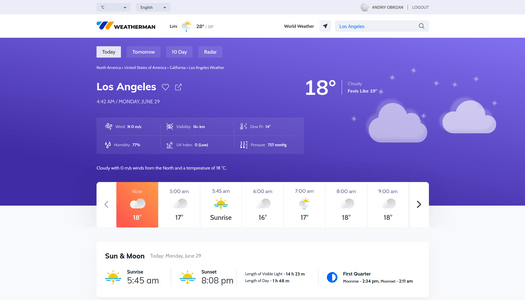 °C English ANDRIY OBRIZAN LOGOUT
WEATHERMAN 28° World Weather Los Angeles
Today Tomorrow 10 Day Radar
North America • United States of America • California • Los Angeles Weather
Los Angeles
4:42 AM / MONDAY, JUNE 29
18° Cloudy
Feels Like 19°
Wind: N 0 m/s Visibility: 14 km Dew Pt: 14°
Humidity: 77% UV Index: 0 (Low) Pressure: 757 mmHg
Cloudy with 0 m/s winds from the North and a temperature of 18 °C.
Now 5:00 am 5:45 am 6:00 am 7:00 am 8:00 am 9:00 am
18° 17° Sunrise 16° 17° 18° 18°
Sun & Moon Today: Monday, June 29
Sunrise
5:45 am
Sunset
8:08 pm
Length of Visible Light - 14 h 23 m
Length of Day - 1 h 48 m
First Quarter
Moonrise - 2:34 pm, Moonset - 2:11 am